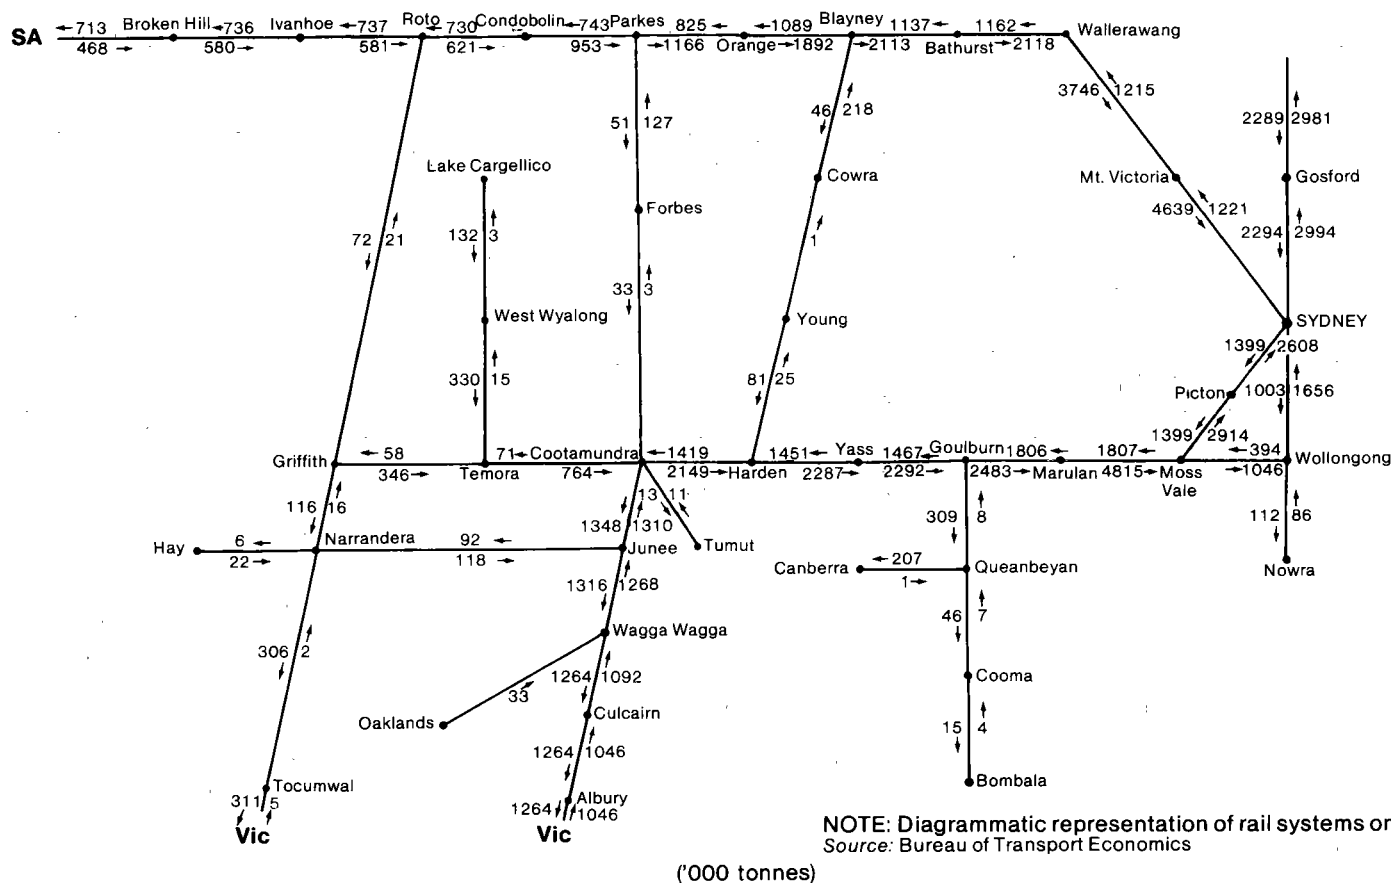 SA
←713 Broken Hill ←736 Ivanhoe ←737 Roto ←730 Condobolin ←743 Parkes 825← ←1089 Blayney 1137← 1162← Wallerawang
468→ 580→ 581→ 621→ 953→ →1166 Orange →1892 →2113 Bathurst →2118
3746 1215
46 218
51 127
2289 2981
Lake Cargellico
Cowra
Mt. Victoria
Gosford
Forbes
4639 1221
132 3
72 21
2294 2994
1
33 3
West Wyalong
Young
SYDNEY
1399 2608
330 15
81 25
Picton
1003 1656
1399 2914
←58 71← Cootamundra 1419← 1451← Yass 1467← Goulburn 1806← 1807← ←394
Griffith Temora Harden Marulan Moss Vale Wollongong
346→ 764→ 2149→ 2287→ 2292→ 2483→ 4815→ →1046
116 16
13 11
1348 1310
309 8
112 86
Hay 6← Narrandera 92← Junee Tumut
22→ 118→
Canberra ←207 Queanbeyan
1→
Nowra
1316 1268
46 7
Wagga Wagga
306 2
1264 1092
33→
Cooma
Oaklands
Culcairn
15 4
1264 1046
Tocumwal
Bombala
311 5
Albury
1264 1046
Vic
Vic
NOTE: Diagrammatic representation of rail systems or
Source: Bureau of Transport Economics
('000 tonnes)